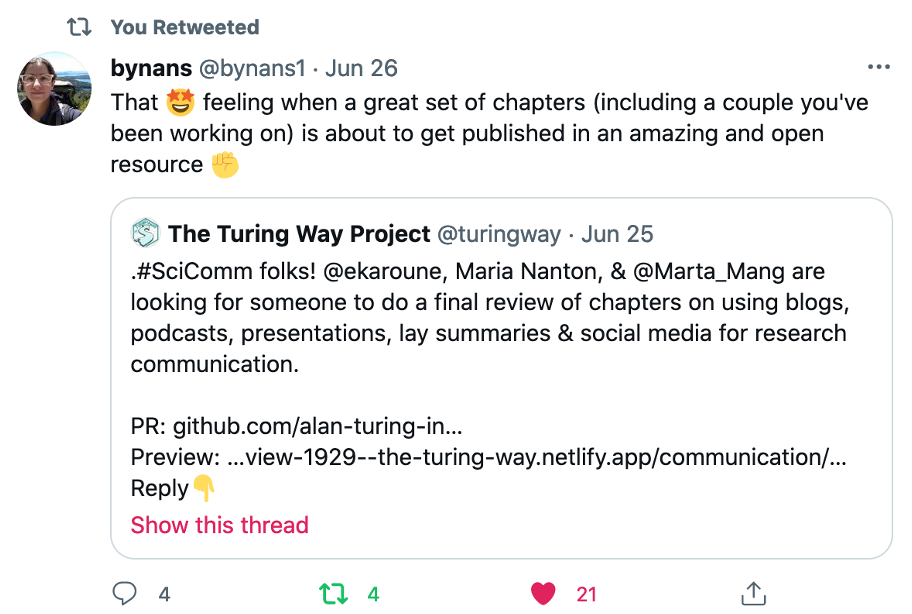 You Retweeted
bynans @bynans1 · Jun 26
That 🤩 feeling when a great set of chapters (including a couple you've
been working on) is about to get published in an amazing and open
resource ✊
The Turing Way Project @turingway · Jun 25
.#SciComm folks! @ekaroune, Maria Nanton, & @Marta_Mang are
looking for someone to do a final review of chapters on using blogs,
podcasts, presentations, lay summaries & social media for research
communication.
PR: github.com/alan-turing-in...
Preview: ...view-1929--the-turing-way.netlify.app/communication/...
Reply👇
Show this thread
4 4 21